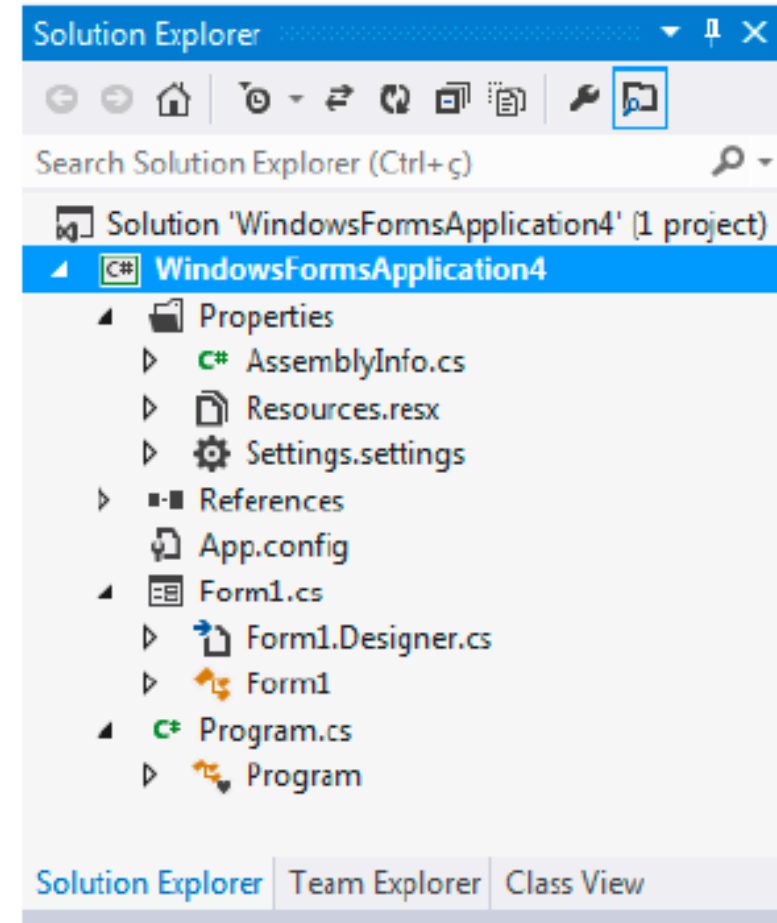 Solution Explorer
Search Solution Explorer (Ctrl+ç)
Solution 'WindowsFormsApplication4' (1 project)
C# WindowsFormsApplication4
Properties
C# AssemblyInfo.cs
Resources.resx
Settings.settings
References
App.config
Form1.cs
Form1.Designer.cs
Form1
C# Program.cs
Program
Solution Explorer Team Explorer Class View